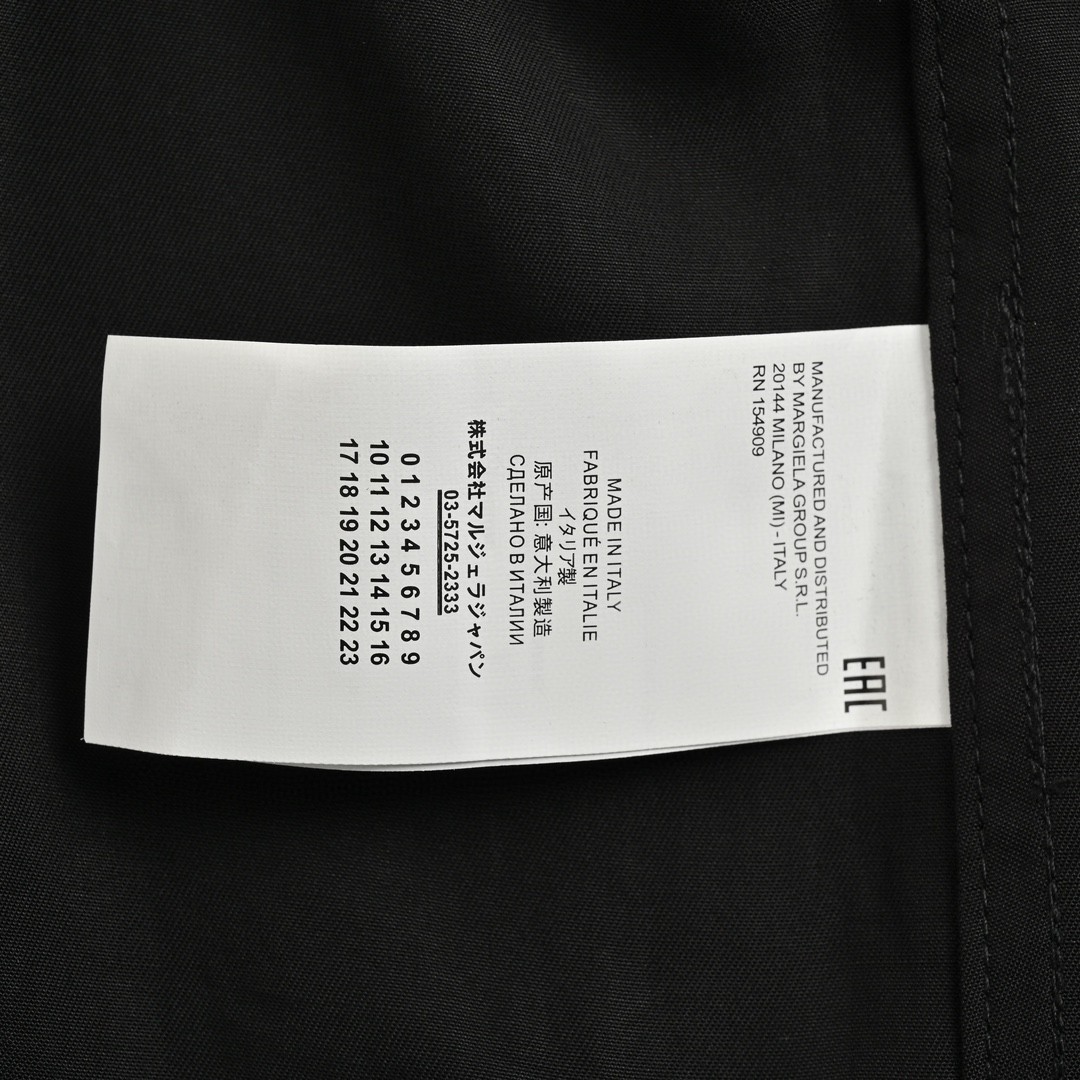 EAC
MANUFACTURED AND DISTRIBUTED
BY MARGIELA GROUP S.R.L.
20144 MILANO (MI) - ITALY
RN 154909
MADE IN ITALY
FABRIQUÉ EN ITALIE
イタリア製
原产国: 意大利製造
СДЕЛАНО В ИТАЛИИ
株式会社マルジェラジャパン
03-5725-2333
0 1 2 3 4 5 6 7 8 9
10 11 12 13 14 15 16
17 18 19 20 21 22 23